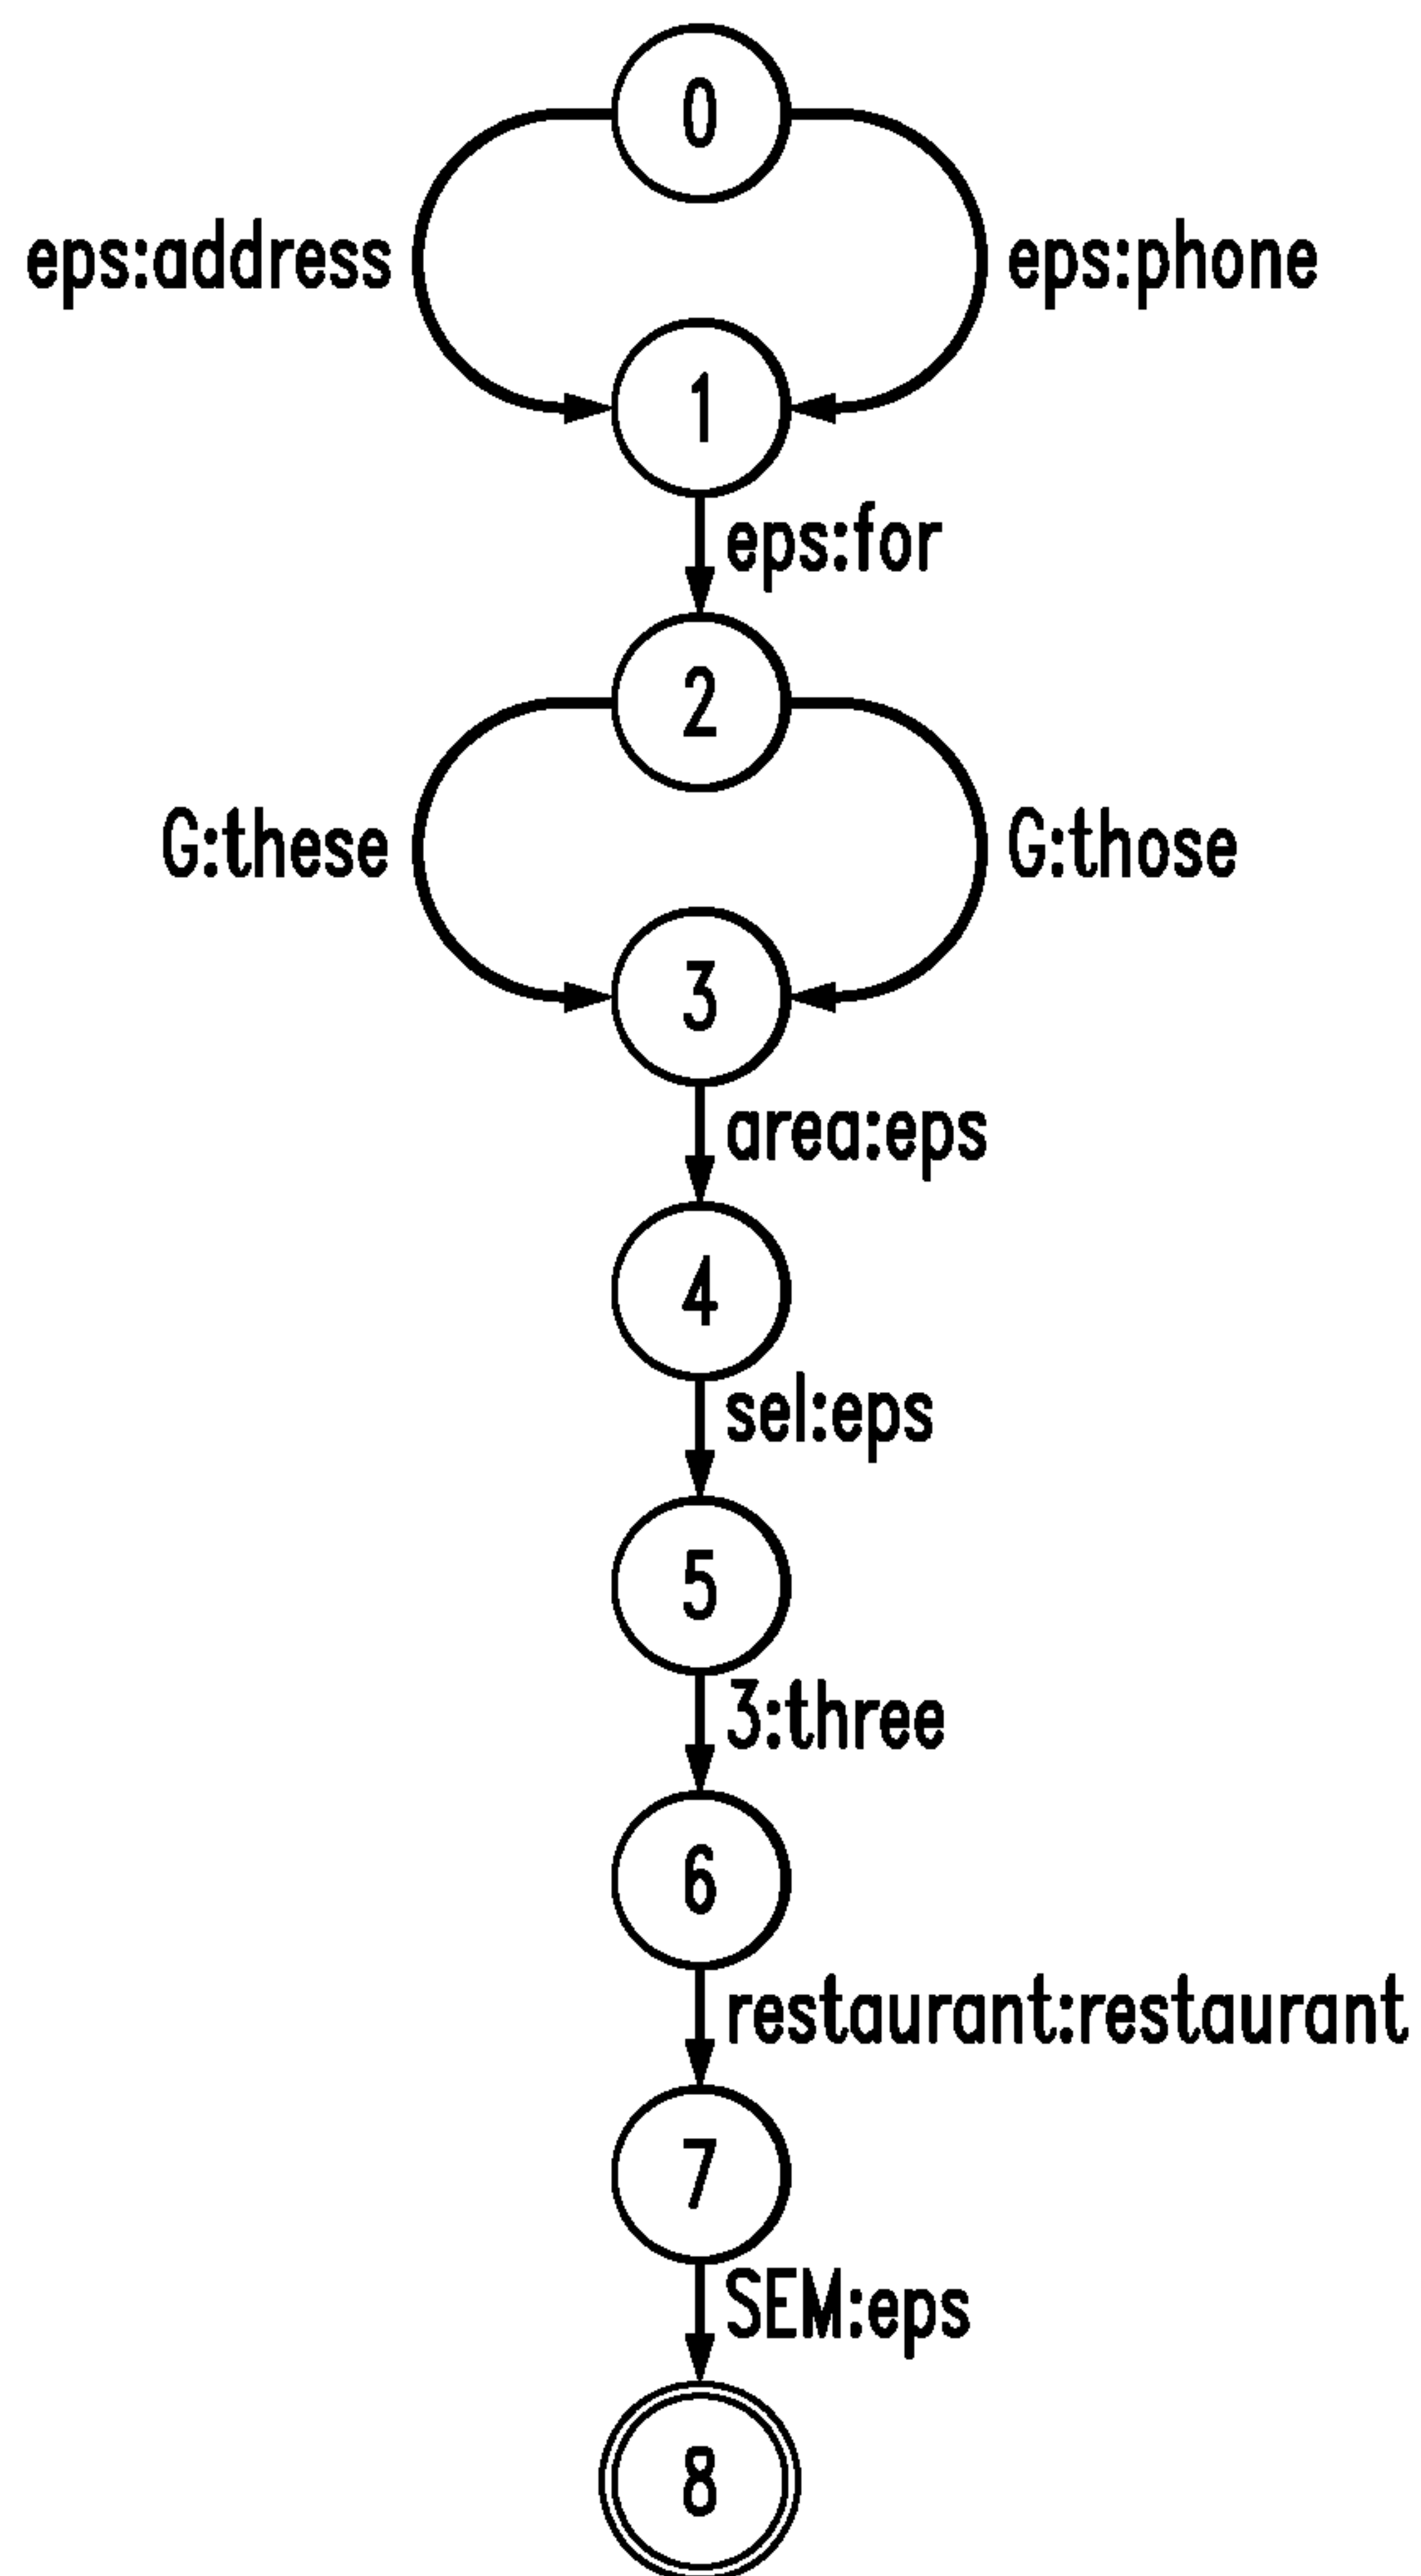 0
eps:address eps:phone
1
eps:for
2
G:these G:those
3
area:eps
4
sel:eps
5
3:three
6
restaurant:restaurant
7
SEM:eps
8